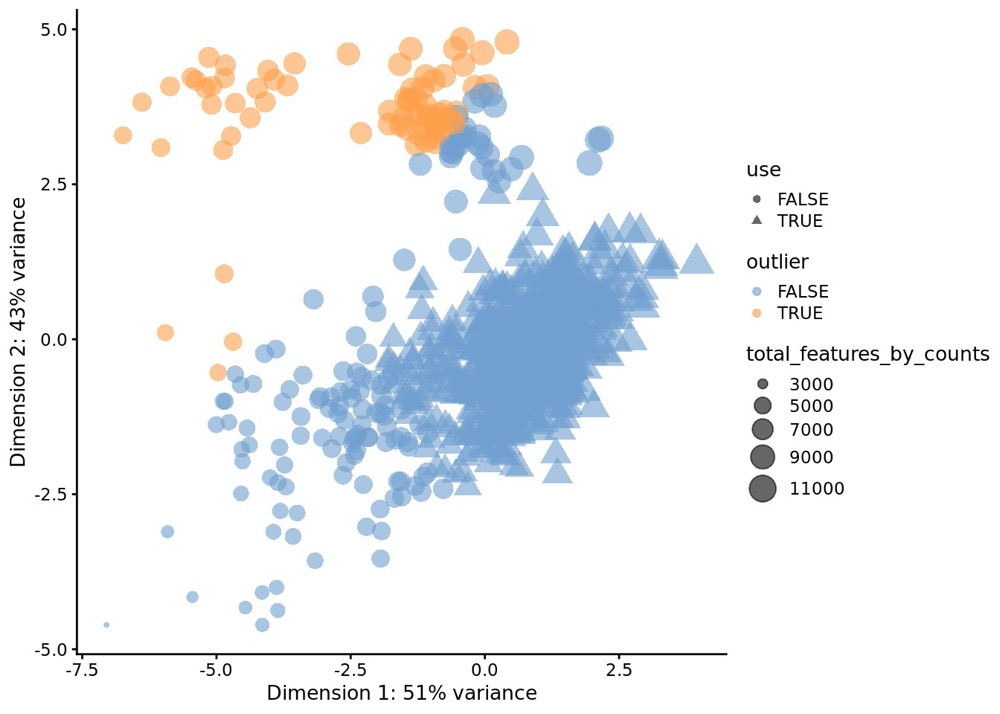 5.0
2.5
0.0
-2.5
-5.0
Dimension 2: 43% variance
-7.5
-5.0
-2.5
0.0
2.5
Dimension 1: 51% variance
use
FALSE
TRUE
outlier
FALSE
TRUE
total_features_by_counts
3000
5000
7000
9000
11000